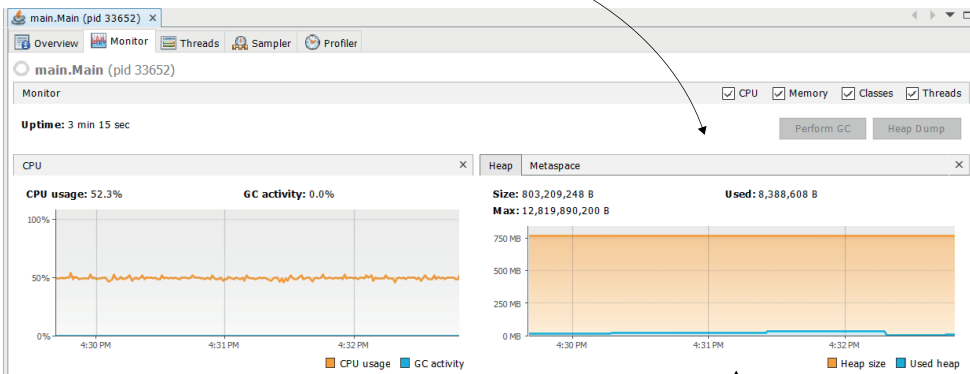 main.Main (pid 33652)
Overview Monitor Threads Sampler Profiler
main.Main (pid 33652)
Monitor CPU Memory Classes Threads
Uptime: 3 min 15 sec Perform GC Heap Dump
CPU
CPU usage: 52.3% GC activity: 0.0%
100%
50%
0%
4:30 PM 4:31 PM 4:32 PM
CPU usage GC activity
Heap Metaspace
Size: 803,209,248 B Used: 8,388,608 B
Max: 12,819,890,200 B
750 MB
500 MB
250 MB
0 MB
4:30 PM 4:31 PM 4:32 PM
Heap size Used heap